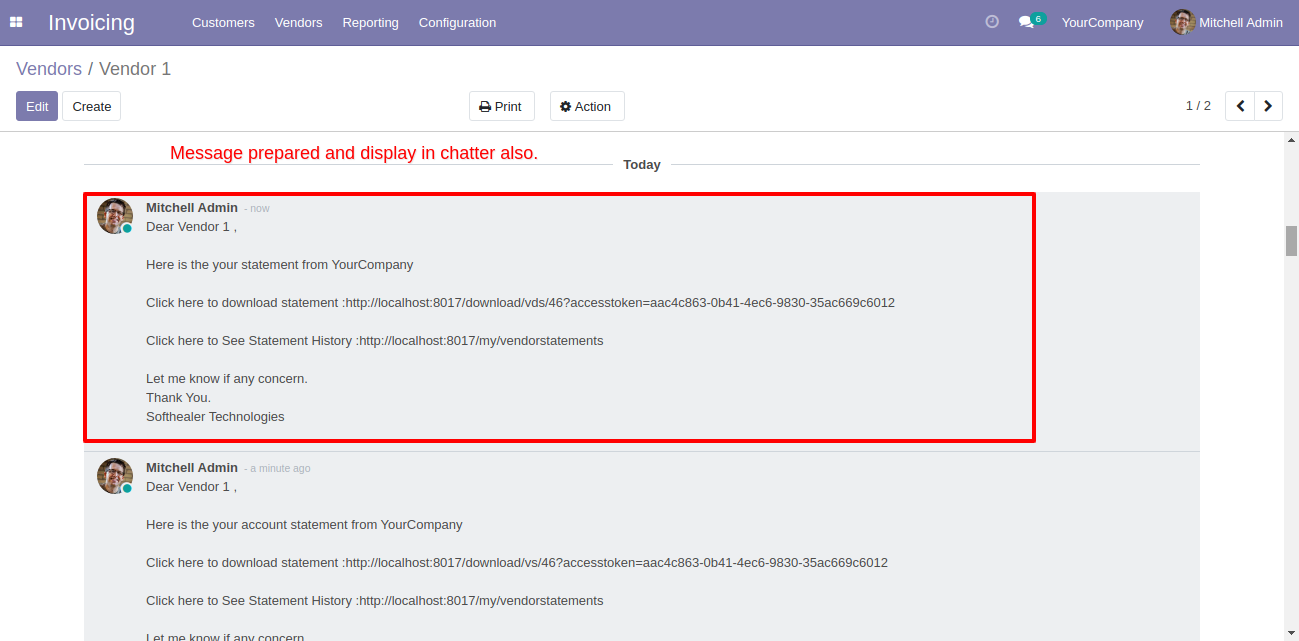 Invoicing Customers Vendors Reporting Configuration 6 YourCompany Mitchell Admin
Vendors / Vendor 1
Edit Create Print Action 1 / 2
Message prepared and display in chatter also.
Today
Mitchell Admin - now
Dear Vendor 1 ,
Here is the your statement from YourCompany
Click here to download statement :http://localhost:8017/download/vds/46?accesstoken=aac4c863-0b41-4ec6-9830-35ac669c6012
Click here to See Statement History :http://localhost:8017/my/vendorstatements
Let me know if any concern.
Thank You.
Softhealer Technologies
Mitchell Admin - a minute ago
Dear Vendor 1 ,
Here is the your account statement from YourCompany
Click here to download statement :http://localhost:8017/download/vs/46?accesstoken=aac4c863-0b41-4ec6-9830-35ac669c6012
Click here to See Statement History :http://localhost:8017/my/vendorstatements
Let me know if any concern.